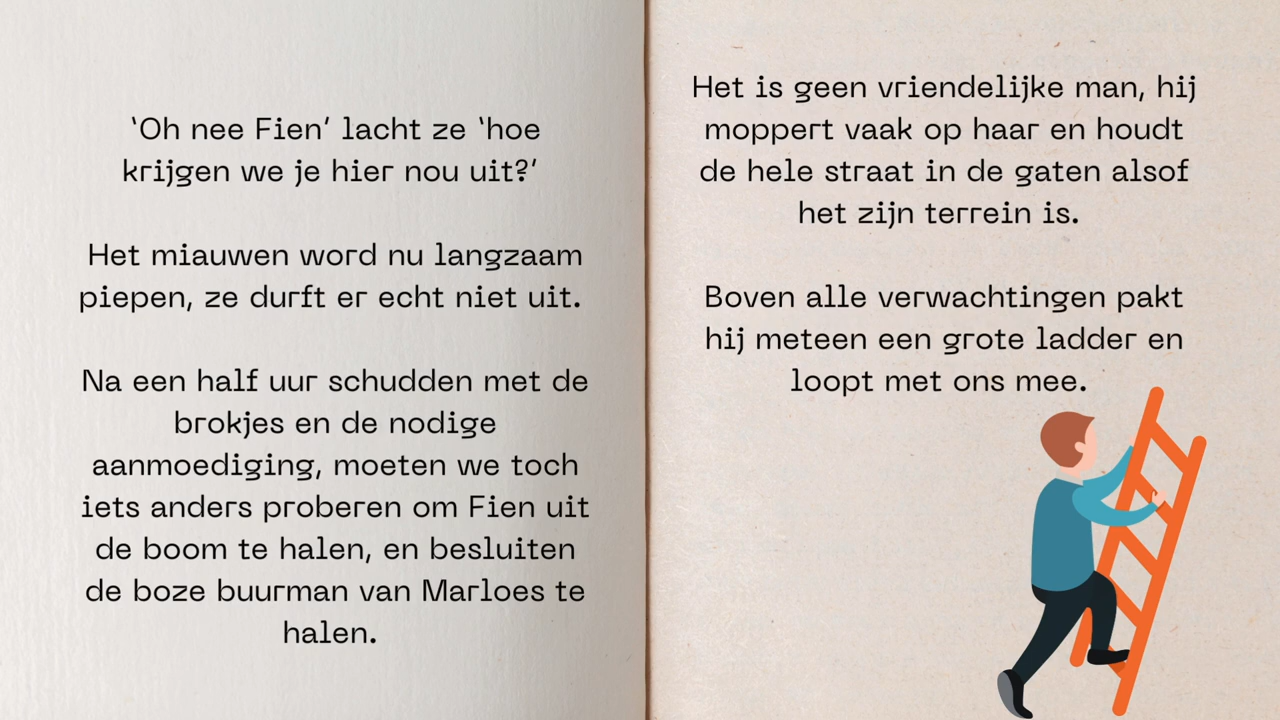 ‘Oh nee Fien’ lacht ze ‘hoe
krijgen we je hier nou uit?’
Het miauwen word nu langzaam
piepen, ze durft er echt niet uit.
Na een half uur schudden met de
brokjes en de nodige
aanmoediging, moeten we toch
iets anders proberen om Fien uit
de boom te halen, en besluiten
de boze buurman van Marloes te
halen.
Het is geen vriendelijke man, hij
moppert vaak op haar en houdt
de hele straat in de gaten alsof
het zijn terrein is.
Boven alle verwachtingen pakt
hij meteen een grote ladder en
loopt met ons mee.